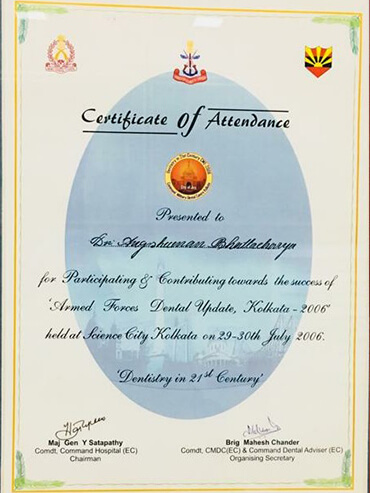 Certificate of Attendance
Presented to
Dr. Angshuman Bhattacharya
for Participating & Contributing towards the success of
'Armed Forces Dental Update, Kolkata - 2006'
held at Science City Kolkata on 29-30th July 2006.
'Dentistry in 21st Century'
Maj Gen Y Satapathy
Comdt, Command Hospital (EC)
Chairman
Brig Mahesh Chander
Comdt, CMDC(EC) & Command Dental Adviser (EC)
Organising Secretary